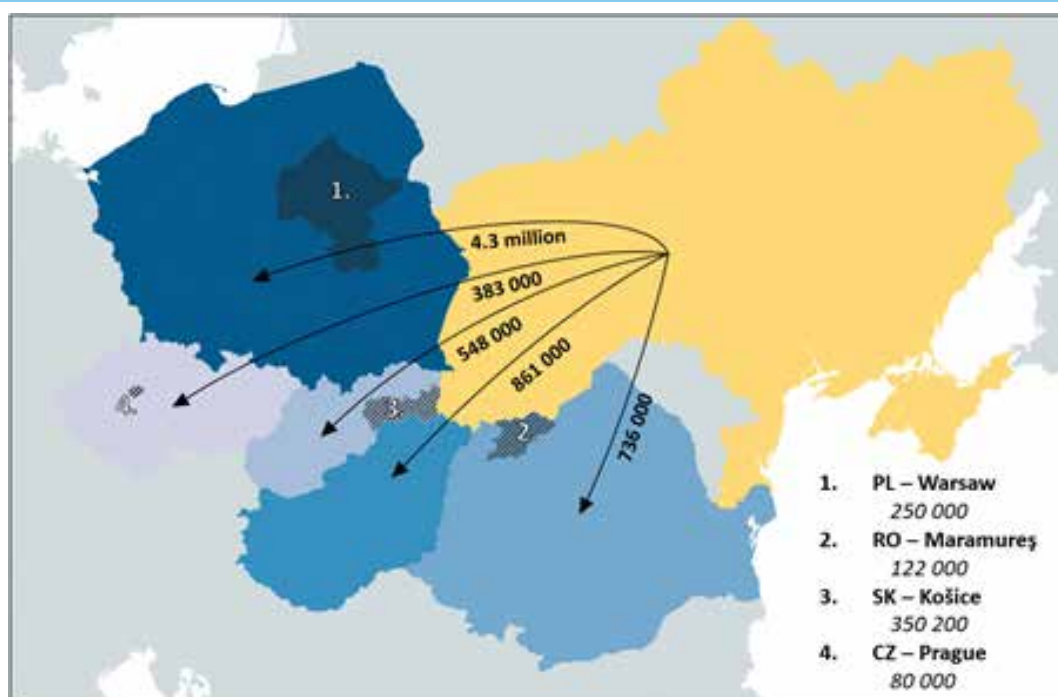 1.
4.3 million
383 000
548 000
861 000
736 000
3.
2.
4.
1. PL – Warsaw
250 000
2. RO – Maramureş
122 000
3. SK – Košice
350 200
4. CZ – Prague
80 000